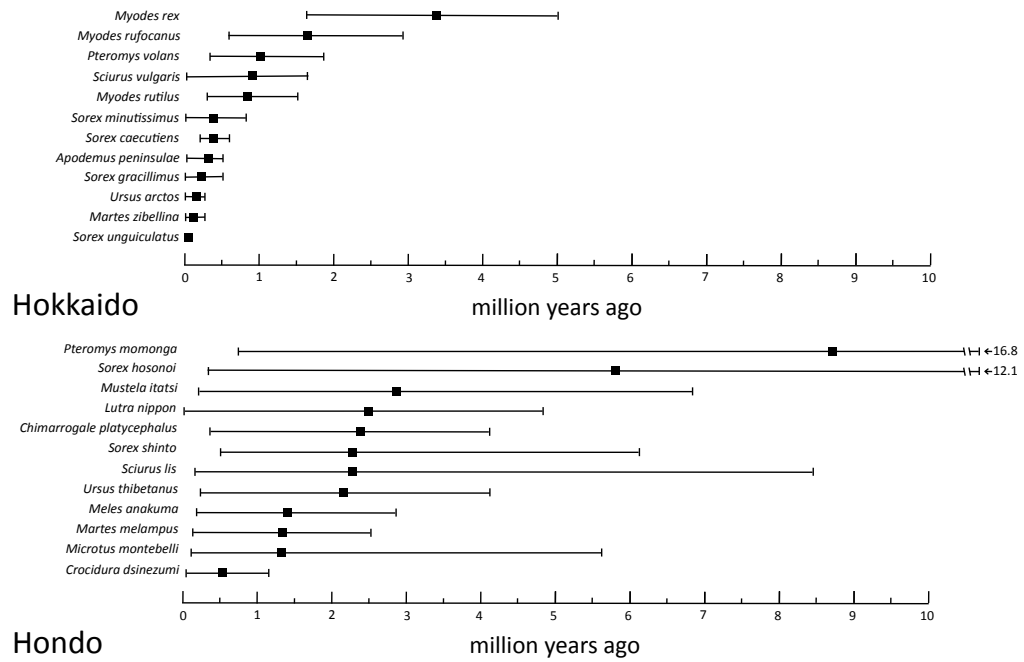 Myodes rex
Myodes rufocanus
Pteromys volans
Sciurus vulgaris
Myodes rutilus
Sorex minutissimus
Sorex caecutiens
Apodemus peninsulae
Sorex gracillimus
Ursus arctos
Martes zibellina
Sorex unguiculatus
0 1 2 3 4 5 6 7 8 9 10
Hokkaido million years ago
Pteromys momonga ←16.8
Sorex hosonoi ←12.1
Mustela itatsi
Lutra nippon
Chimarrogale platycephalus
Sorex shinto
Sciurus lis
Ursus thibetanus
Meles anakuma
Martes melampus
Microtus montebelli
Crocidura dsinezumi
0 1 2 3 4 5 6 7 8 9 10
Hondo million years ago